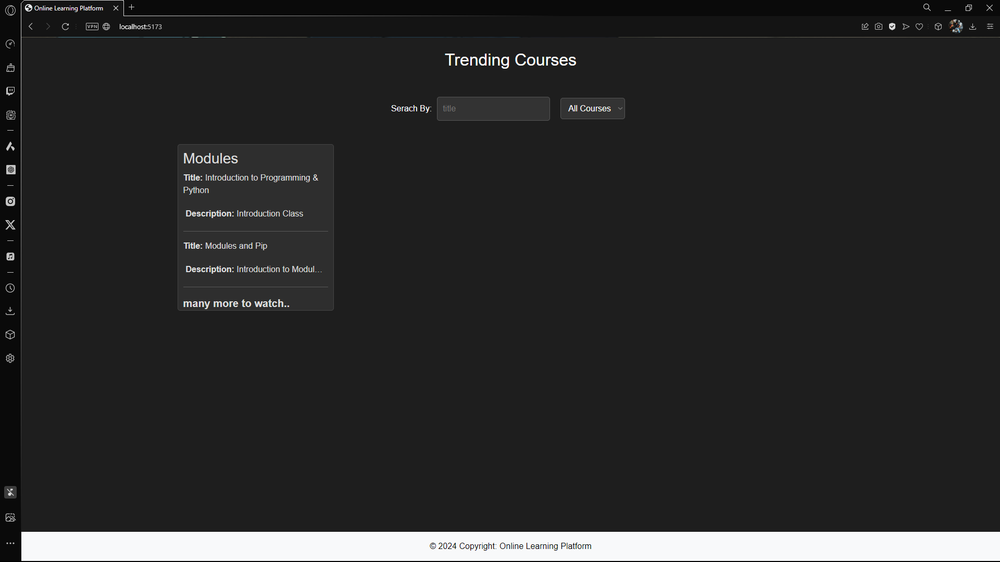 Online Learning Platform
VPN
localhost:5173
Trending Courses
Serach By: title All Courses
Modules
Title: Introduction to Programming &
Python
Description: Introduction Class
Title: Modules and Pip
Description: Introduction to Modul...
many more to watch..
© 2024 Copyright: Online Learning Platform